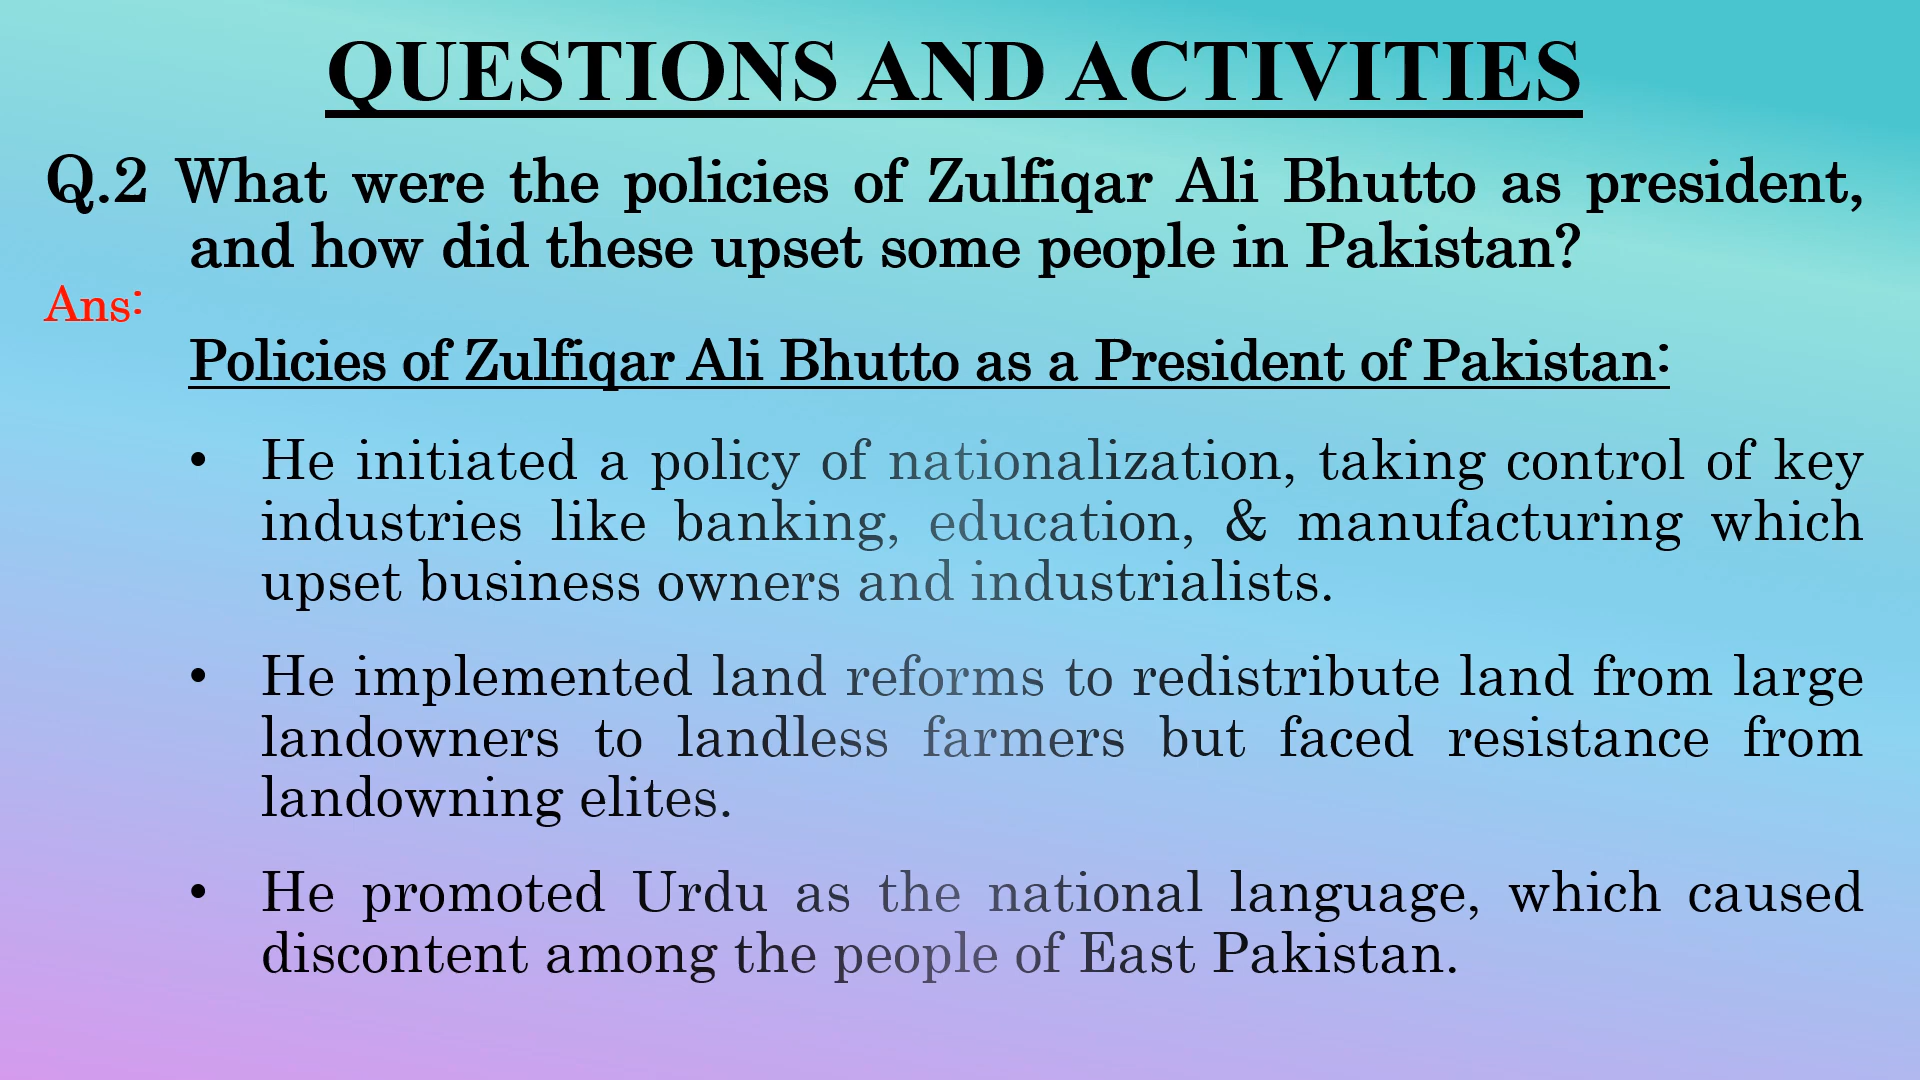 QUESTIONS AND ACTIVITIES
Q.2 What were the policies of Zulfiqar Ali Bhutto as president,
and how did these upset some people in Pakistan?
Ans:
Policies of Zulfiqar Ali Bhutto as a President of Pakistan:
• He initiated a policy of nationalization, taking control of key
industries like banking, education, & manufacturing which
upset business owners and industrialists.
• He implemented land reforms to redistribute land from large
landowners to landless farmers but faced resistance from
landowning elites.
• He promoted Urdu as the national language, which caused
discontent among the people of East Pakistan.